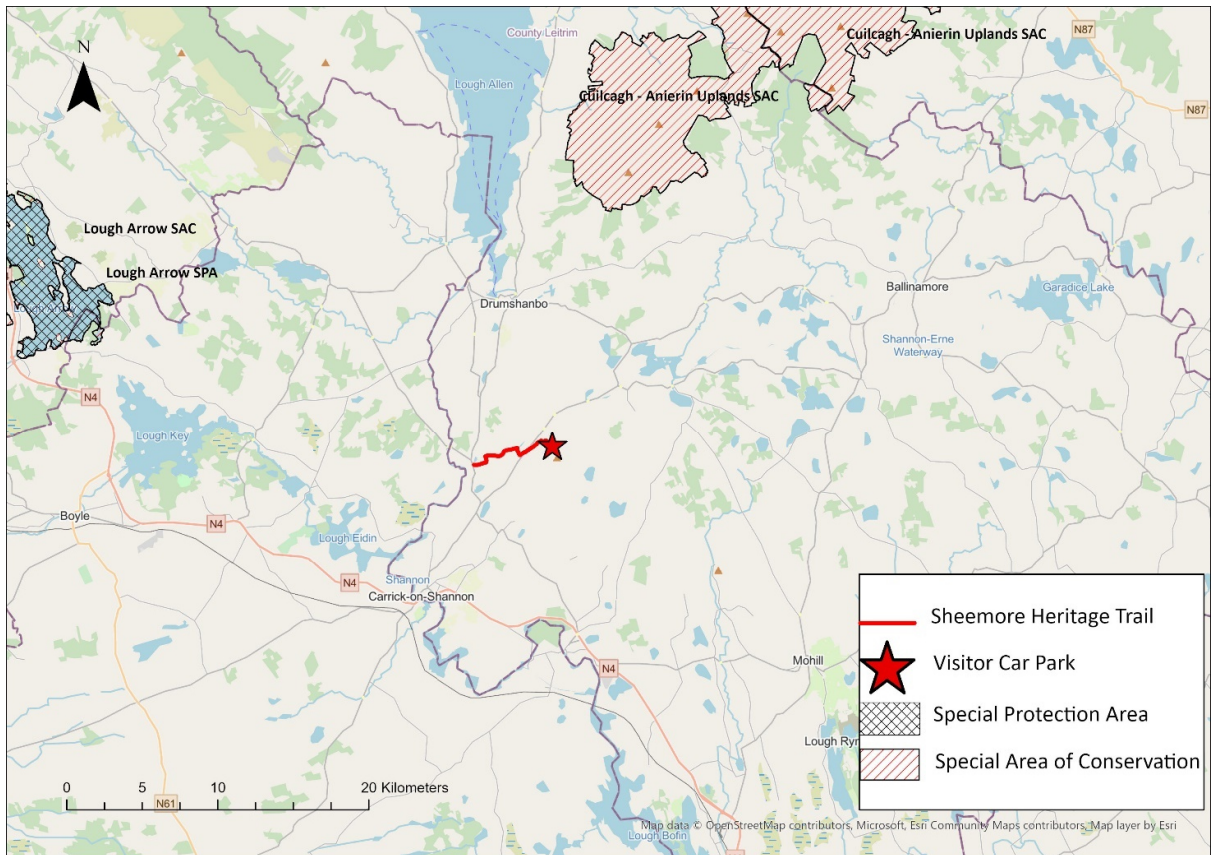 N
County Leitrim
Cuilcagh - Anierin Uplands SAC
N87
Lough Allen
Cuilcagh - Anierin Uplands SAC
N87
Lough Arrow SAC
Lough Arrow SPA
Drumshanbo
Ballinamore
Garadice Lake
Shannon-Erne
Waterway
N4
Lough Key
Boyle
N4
Lough Eidin
N4
Shannon
Carrick-on-Shannon
N4
Mohill
Lough Ryn
Sheemore Heritage Trail
Visitor Car Park
Special Protection Area
Special Area of Conservation
0 5 10 20 Kilometers
N61
Lough Bofin
Map data © OpenStreetMap contributors, Microsoft, Esri Community Maps contributors, Map layer by Esri